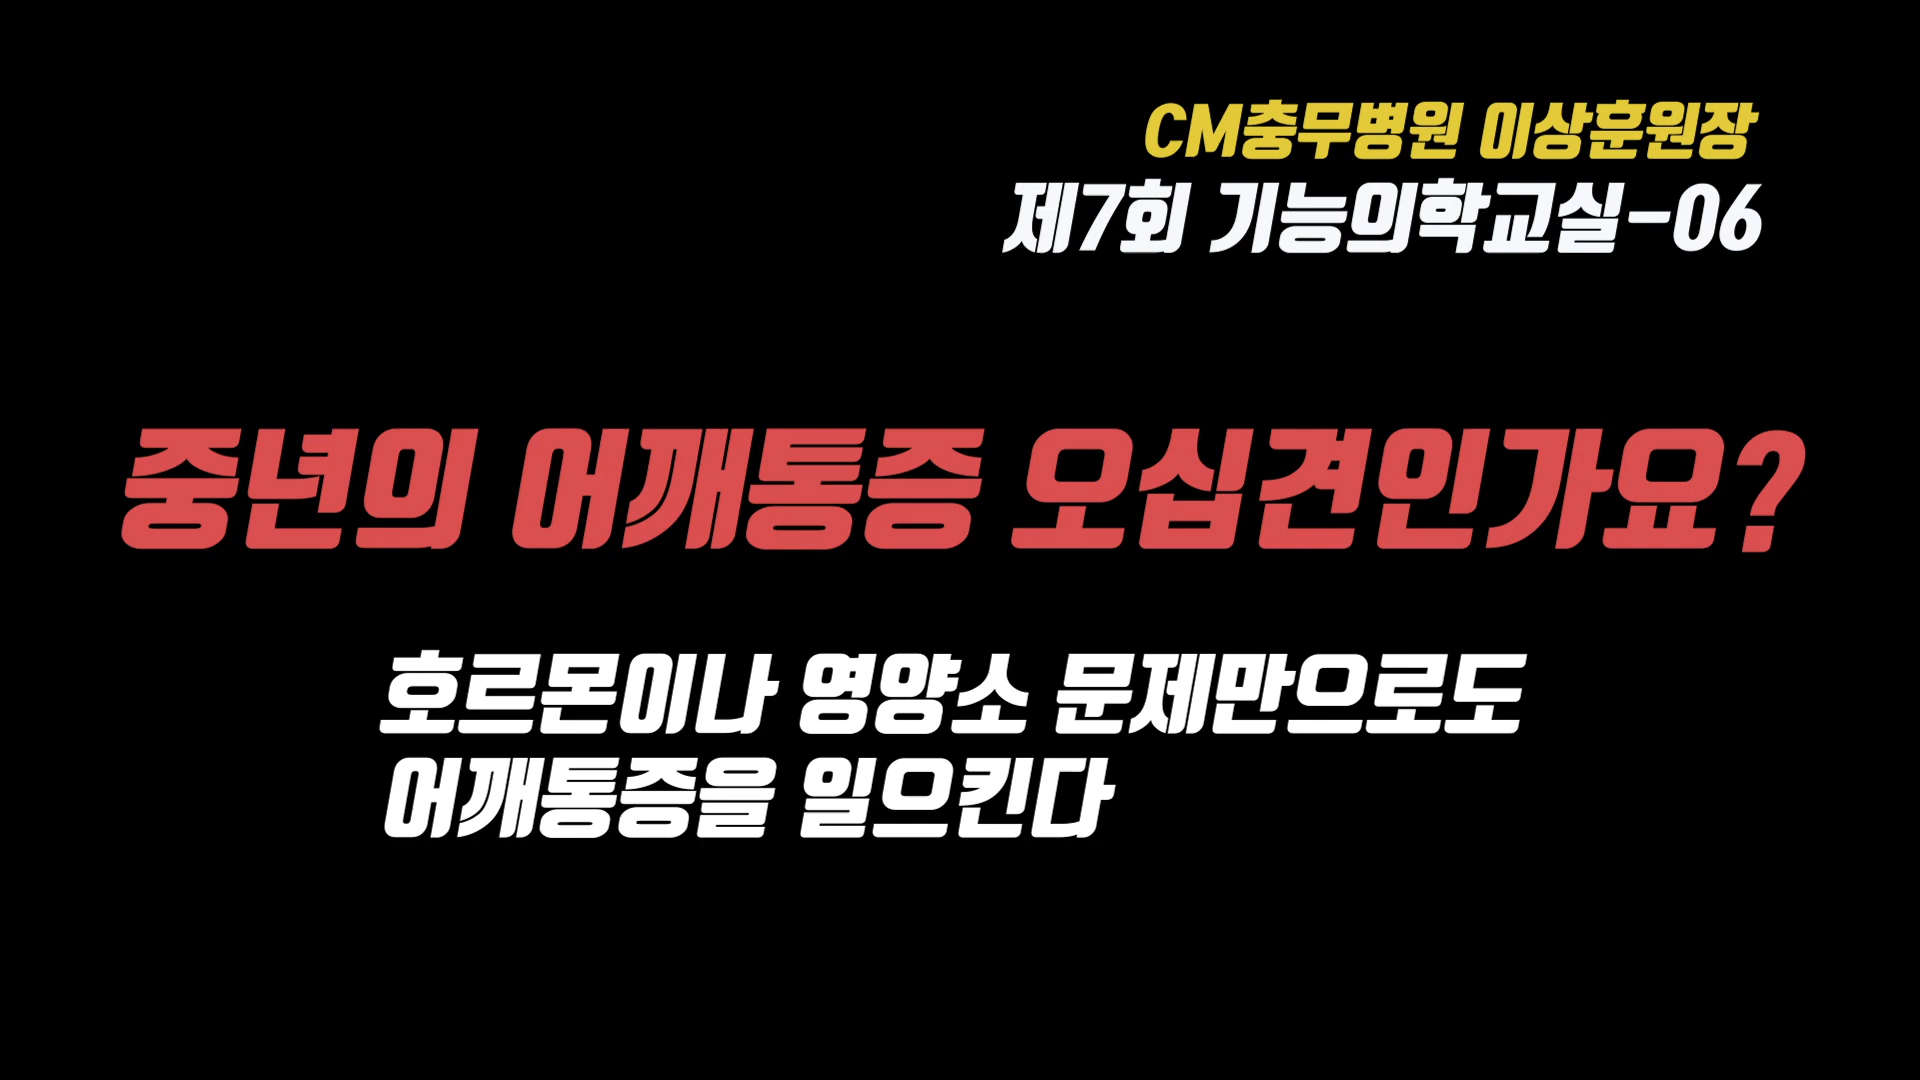 CM충무병원 이상훈원장
제7회 기능의학교실-06
중년의 어깨통증 오십견인가요?
호르몬이나 영양소 문제만으로도
어깨통증을 일으킨다